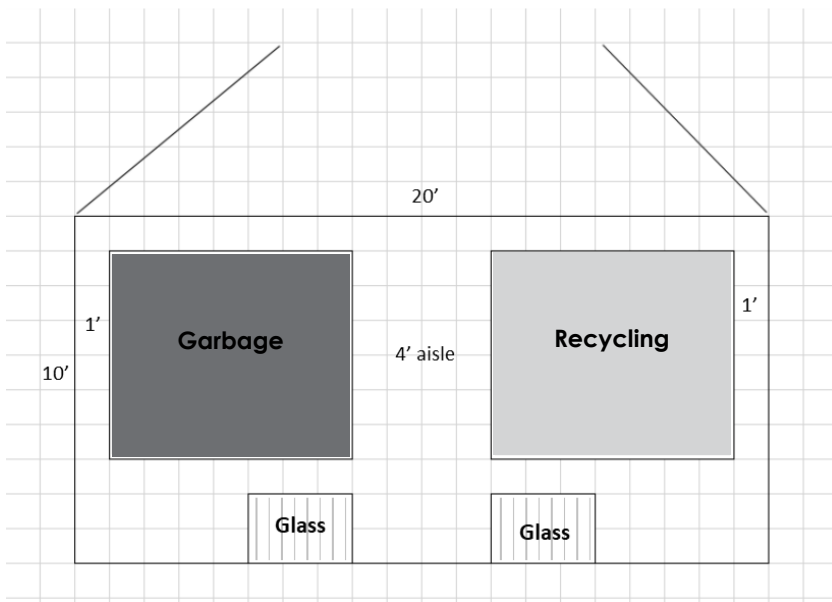 20’
1’
Garbage
4’ aisle
Recycling
1’
10’
Glass
Glass